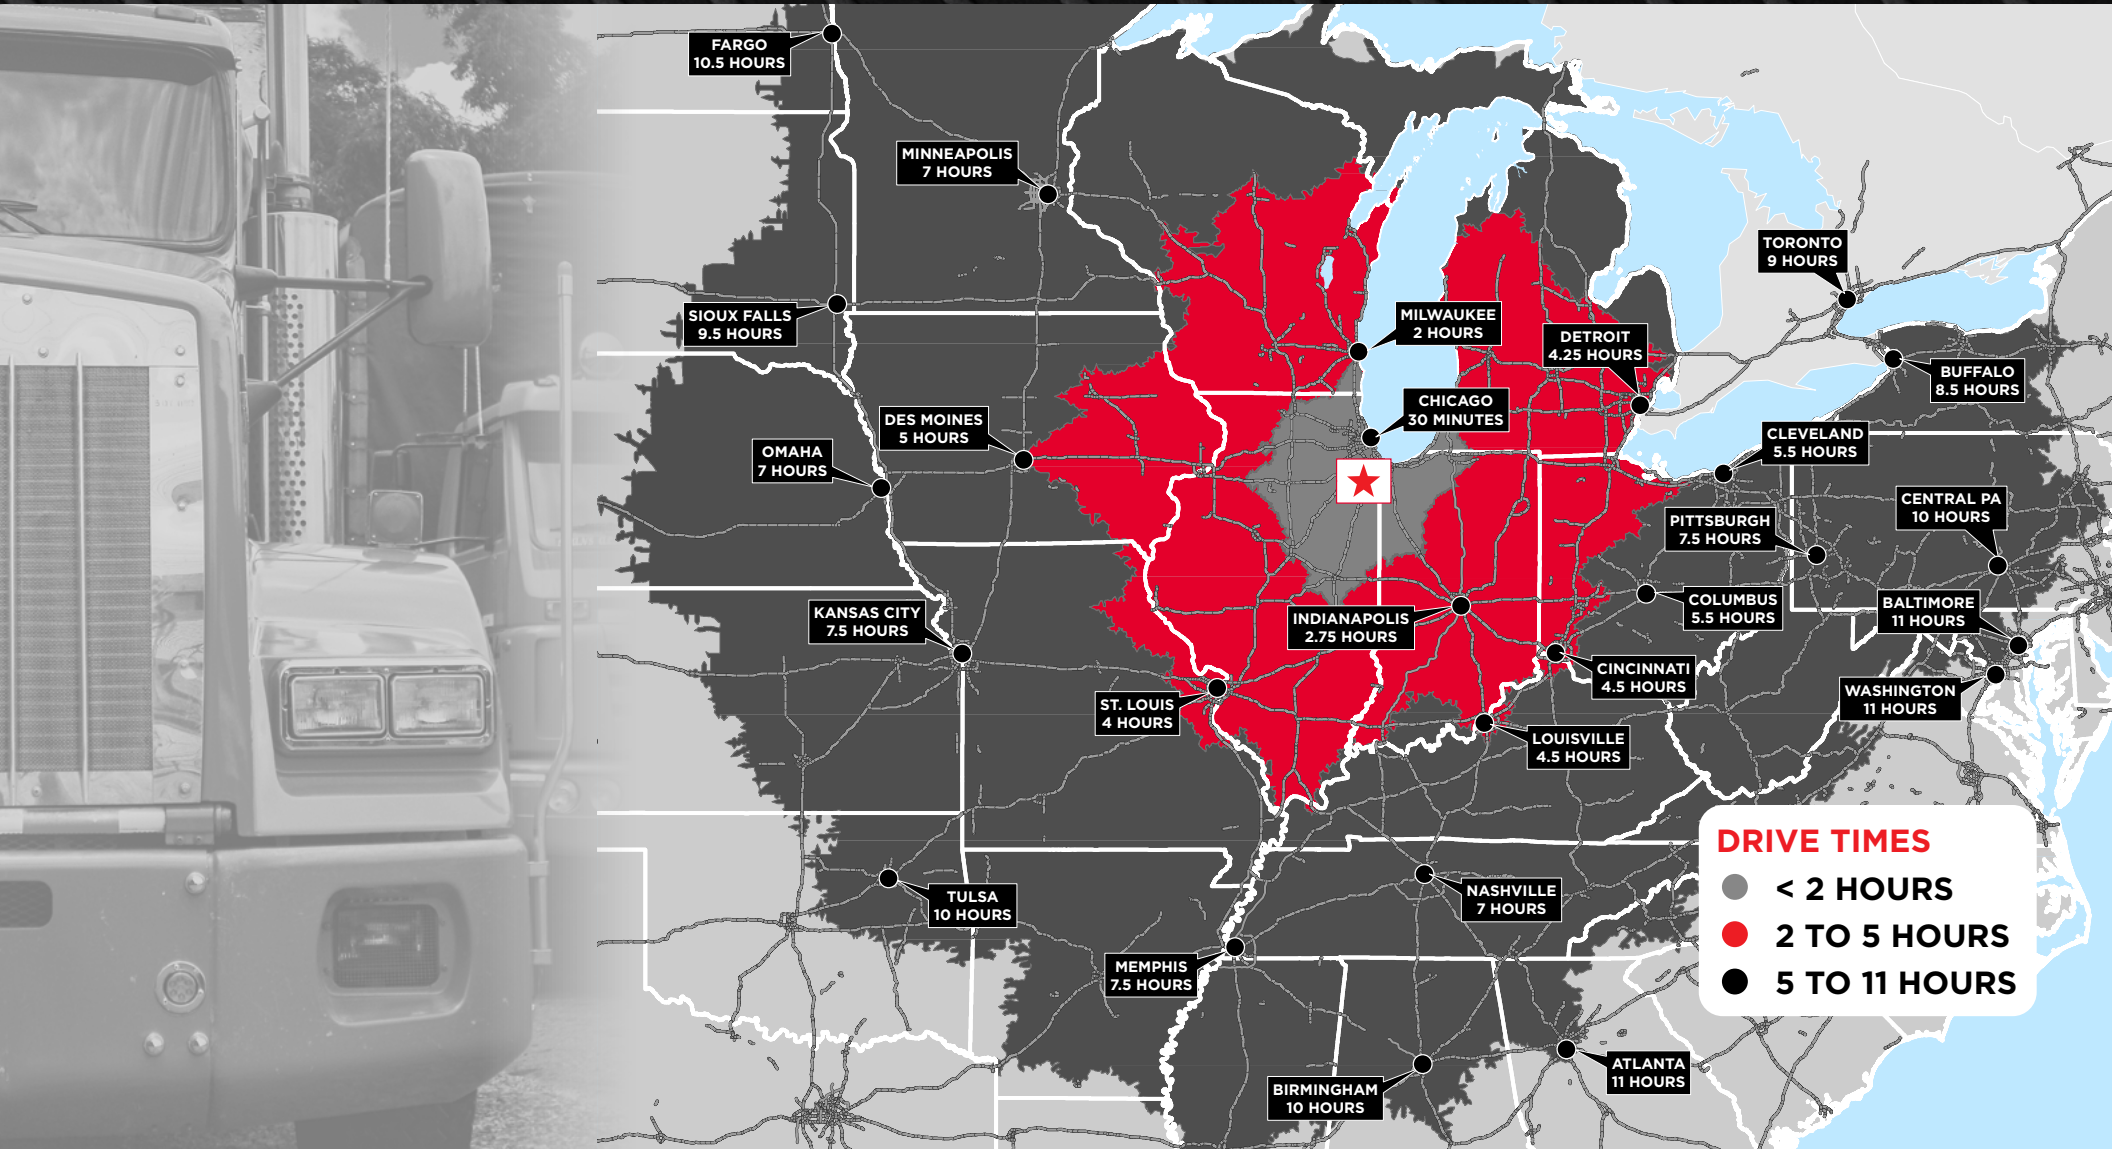 FARGO
10.5 HOURS
MINNEAPOLIS
7 HOURS
TORONTO
9 HOURS
SIOUX FALLS
9.5 HOURS
MILWAUKEE
2 HOURS
DETROIT
4.25 HOURS
BUFFALO
8.5 HOURS
CHICAGO
30 MINUTES
DES MOINES
5 HOURS
CLEVELAND
5.5 HOURS
OMAHA
7 HOURS
CENTRAL PA
10 HOURS
PITTSBURGH
7.5 HOURS
COLUMBUS
5.5 HOURS
BALTIMORE
11 HOURS
KANSAS CITY
7.5 HOURS
INDIANAPOLIS
2.75 HOURS
CINCINNATI
4.5 HOURS
WASHINGTON
11 HOURS
ST. LOUIS
4 HOURS
LOUISVILLE
4.5 HOURS
DRIVE TIMES
< 2 HOURS
2 TO 5 HOURS
5 TO 11 HOURS
TULSA
10 HOURS
NASHVILLE
7 HOURS
MEMPHIS
7.5 HOURS
ATLANTA
11 HOURS
BIRMINGHAM
10 HOURS